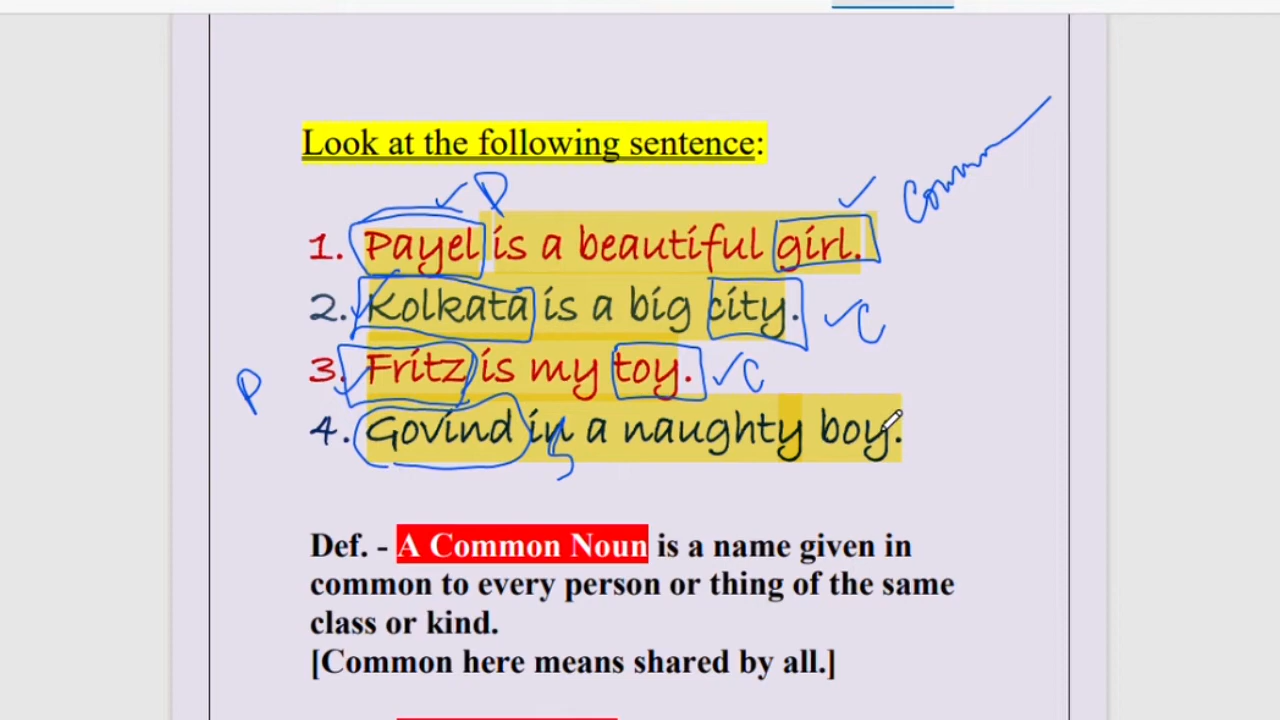 Look at the following sentence:
P
Common
1. Payel is a beautiful girl.
2. Kolkata is a big city.
C
3. Fritz is my toy.
C
P
4. Govind in a naughty boy.
s
Def. - A Common Noun is a name given in
common to every person or thing of the same
class or kind.
[Common here means shared by all.]